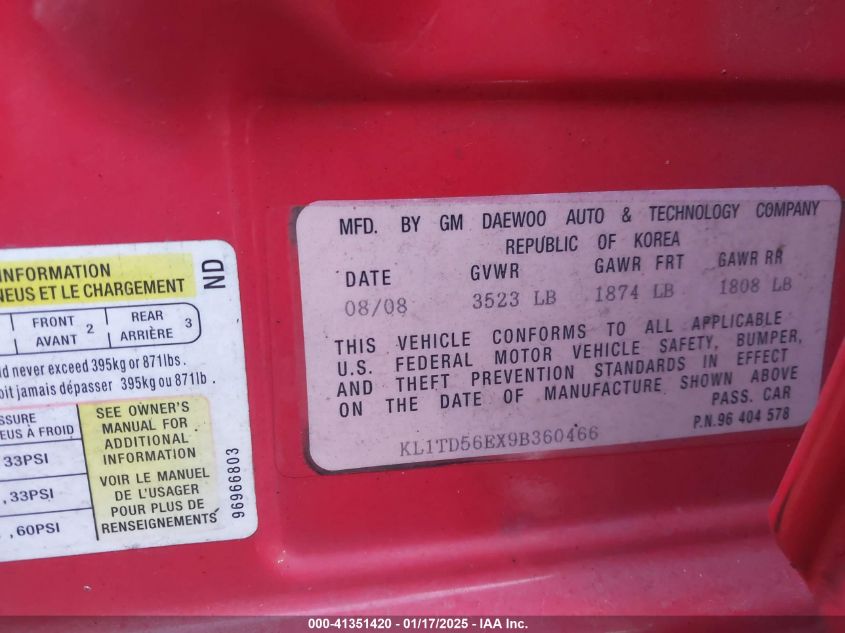 INFORMATION
NEUS ET LE CHARGEMENT
ND
FRONT
AVANT 2
REAR
ARRIÈRE 3
ld never exceed 395kg or 871lbs.
oit jamais dépasser 395kg ou 871lb.
SSURE
EUS À FROID
33PSI
,33PSI
,60PSI
SEE OWNER'S
MANUAL FOR
ADDITIONAL
INFORMATION
VOIR LE MANUEL
DE L'USAGER
POUR PLUS DE
RENSEIGNEMENTS
96966803
MFD. BY GM DAEWOO AUTO & TECHNOLOGY COMPANY
REPUBLIC OF KOREA
DATE GVWR GAWR FRT GAWR RR
08/08 3523 LB 1874 LB 1808 LB
THIS VEHICLE CONFORMS TO ALL APPLICABLE
U.S. FEDERAL MOTOR VEHICLE SAFETY, BUMPER,
AND THEFT PREVENTION STANDARDS IN EFFECT
ON THE DATE OF MANUFACTURE SHOWN ABOVE
PASS. CAR
P.N.96 404 578
KL1TD56EX9B360466
000-41351420 - 01/17/2025 - IAA Inc.